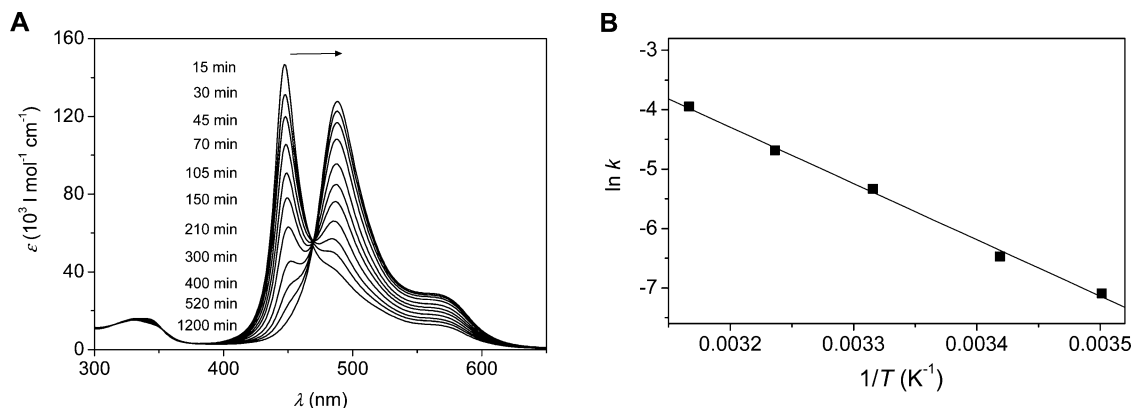 A
160
120
80
40
0
ε (10³ l mol⁻¹ cm⁻¹)
15 min
30 min
45 min
70 min
105 min
150 min
210 min
300 min
400 min
520 min
1200 min
300 400 500 600
λ (nm)
B
-3
-4
-5
-6
-7
ln k
0.0032 0.0033 0.0034 0.0035
1/T (K⁻¹)